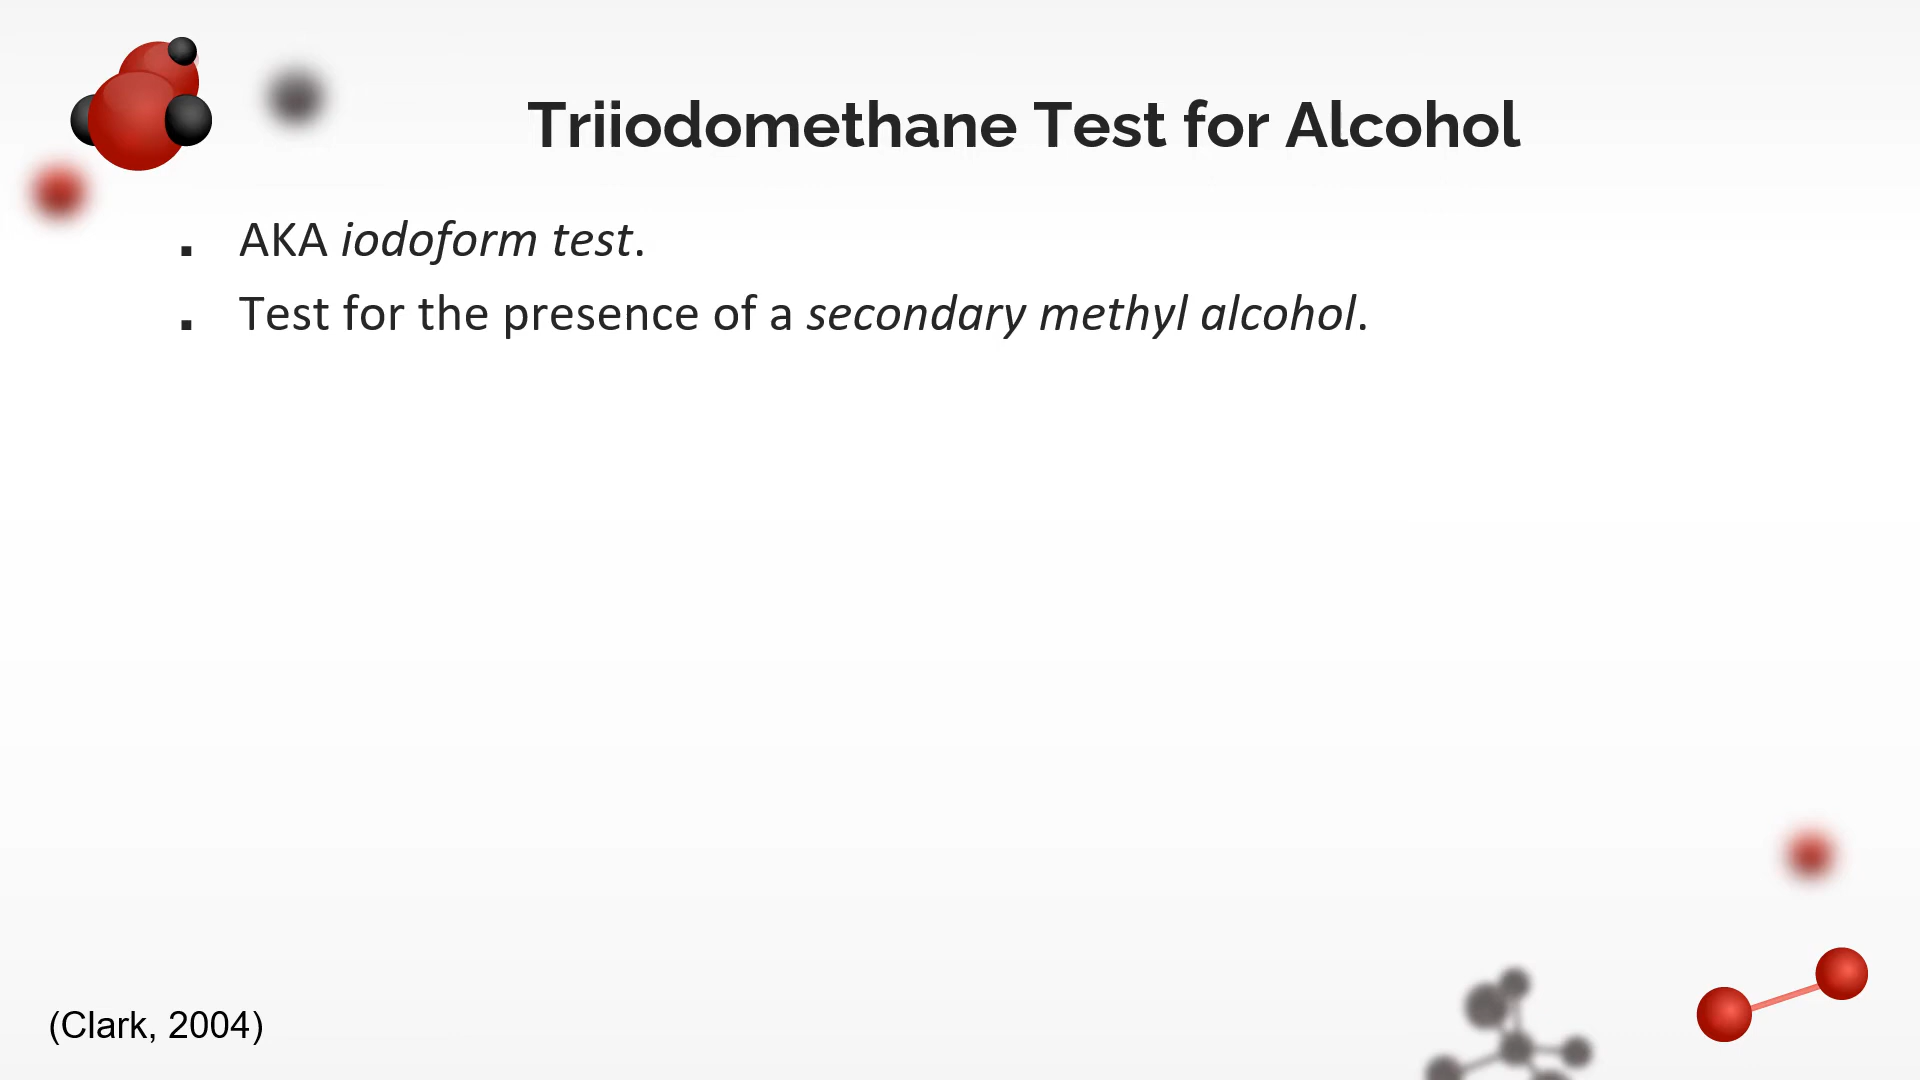 Triiodomethane Test for Alcohol
▪ AKA iodoform test.
▪ Test for the presence of a secondary methyl alcohol.
(Clark, 2004)